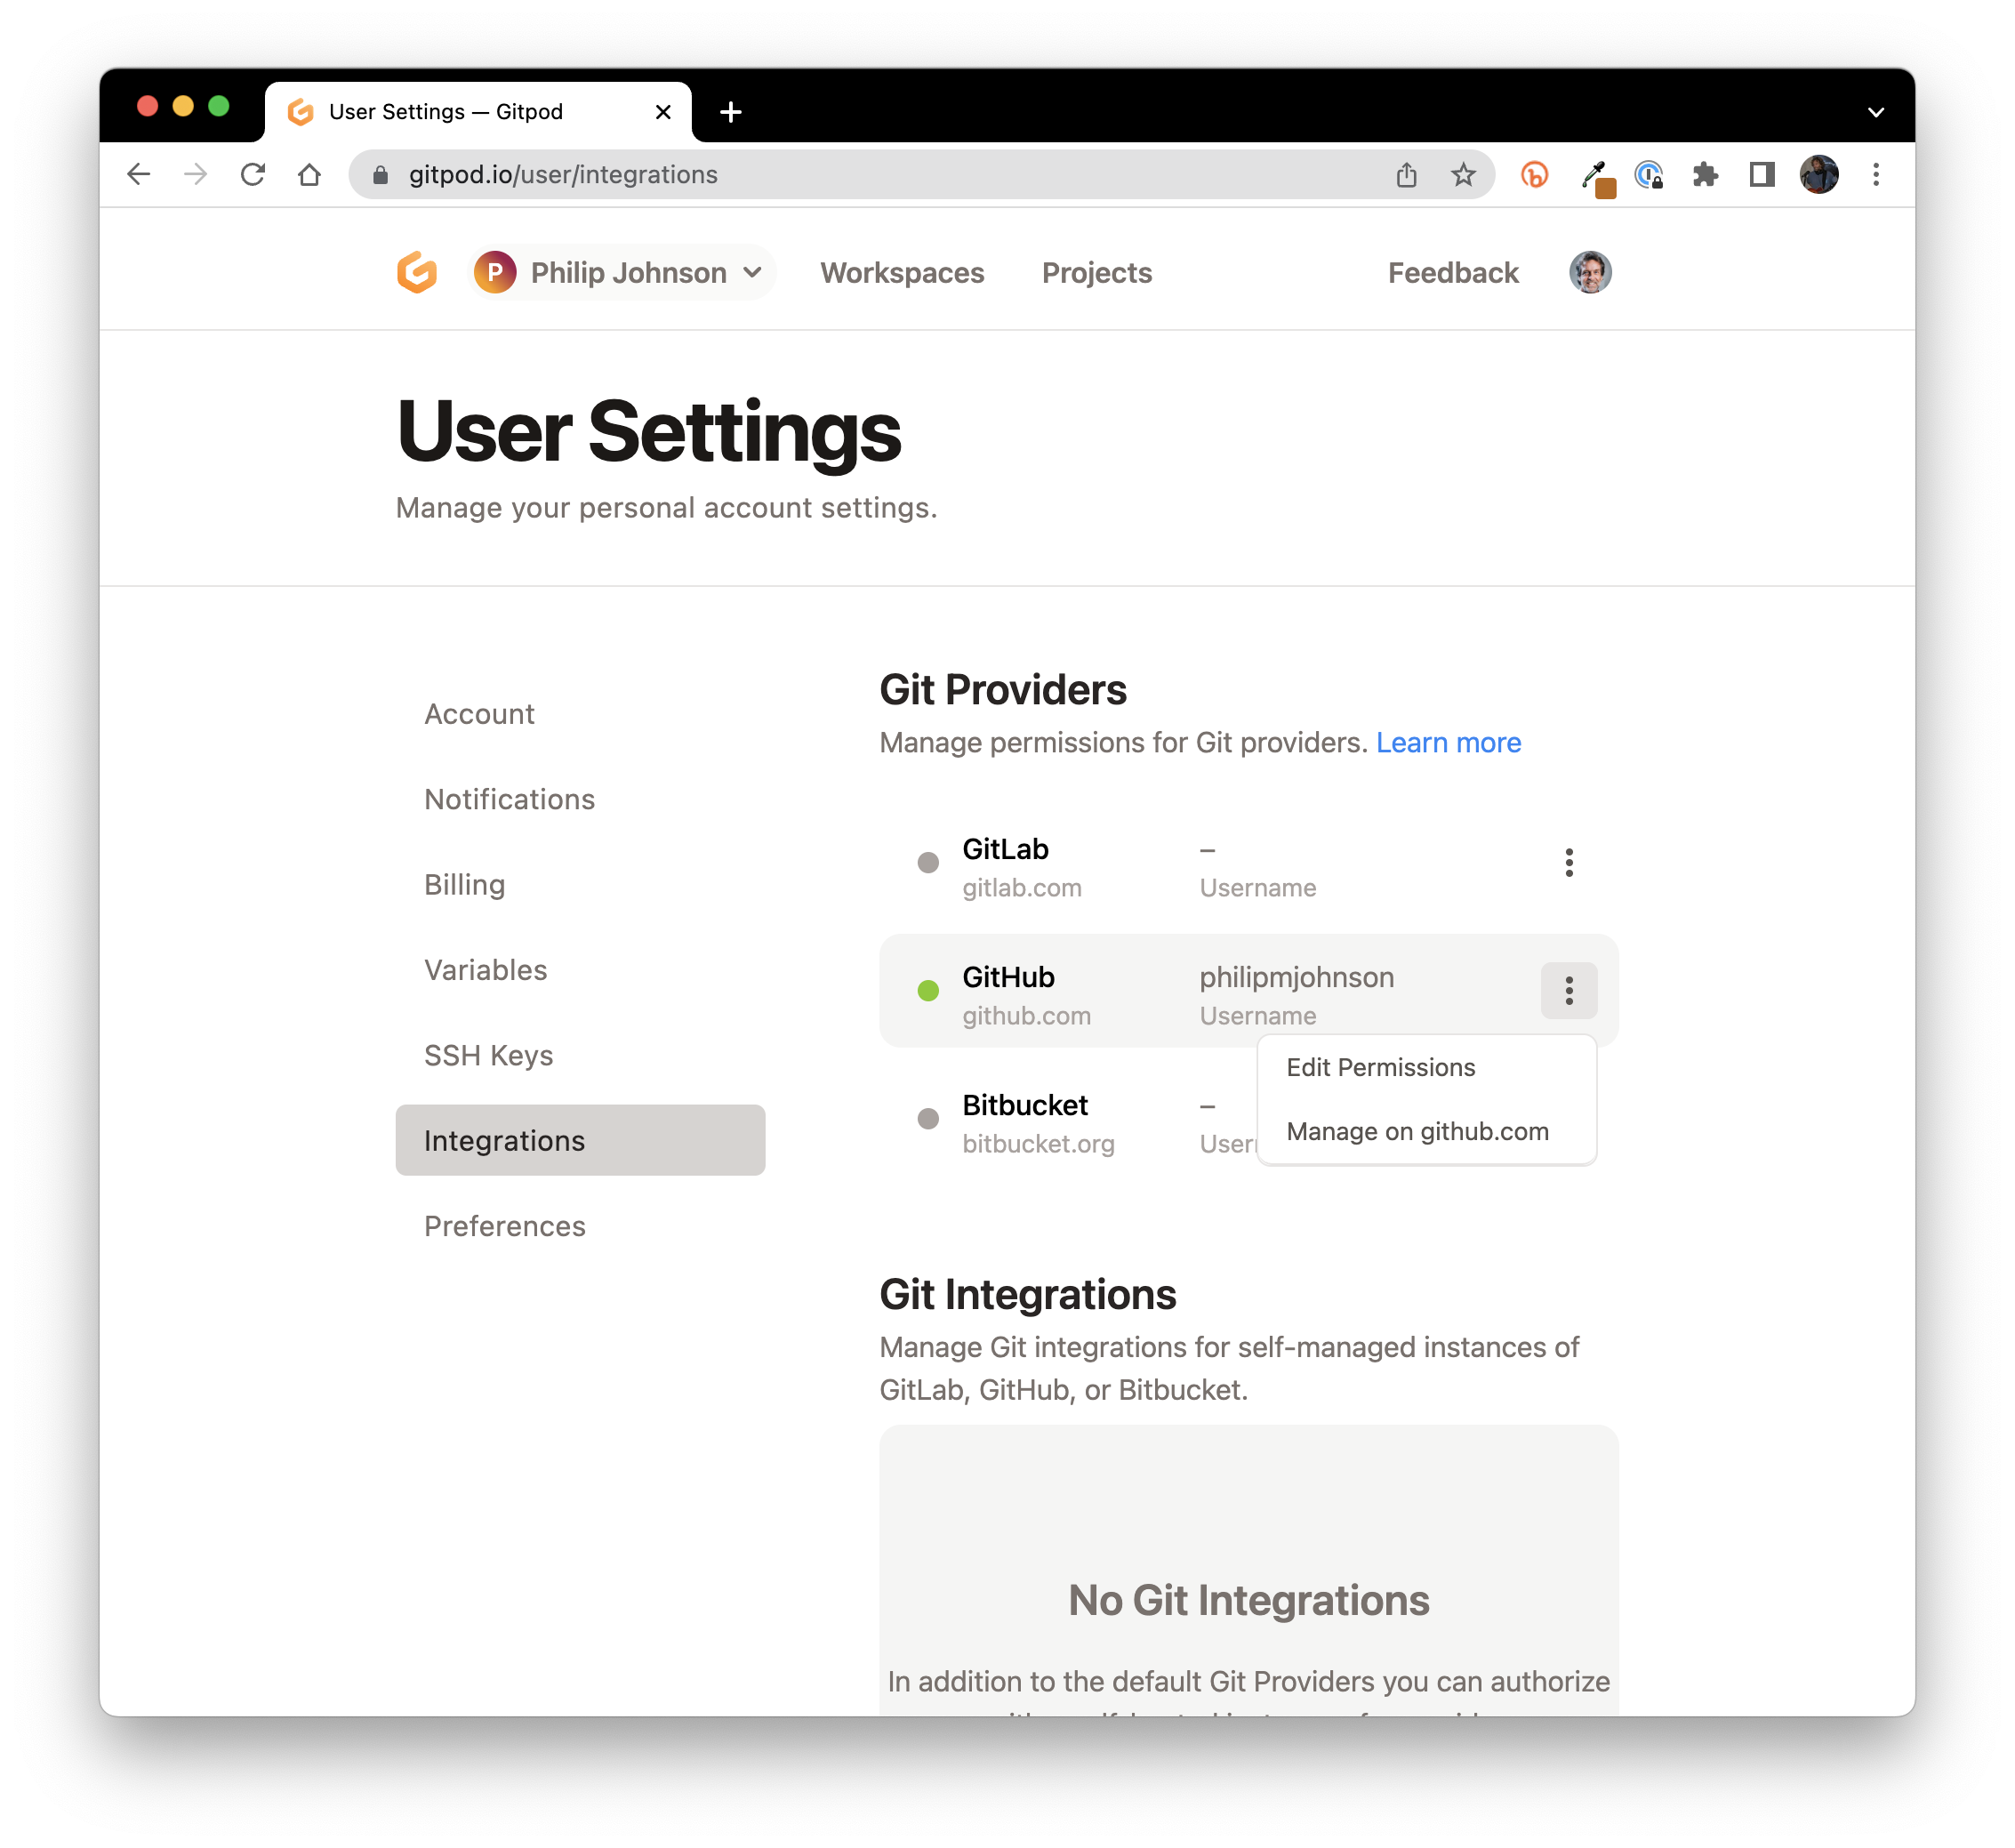 User Settings — Gitpod
gitpod.io/user/integrations
P Philip Johnson Workspaces Projects Feedback
User Settings
Manage your personal account settings.
Account
Notifications
Billing
Variables
SSH Keys
Integrations
Preferences
Git Providers
Manage permissions for Git providers. Learn more
GitLab –
gitlab.com Username
GitHub philipmjohnson
github.com Username
Edit Permissions
Manage on github.com
Bitbucket –
bitbucket.org
Git Integrations
Manage Git integrations for self-managed instances of
GitLab, GitHub, or Bitbucket.
No Git Integrations
In addition to the default Git Providers you can authorize